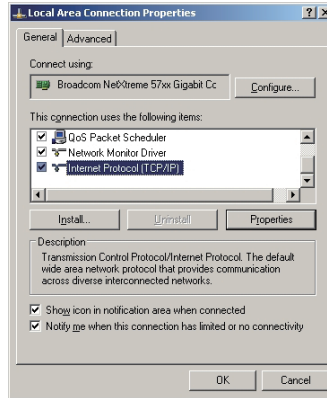 Local Area Connection Properties
General Advanced
Connect using:
Broadcom NetXtreme 57xx Gigabit Cc
Configure...
This connection uses the following items:
QoS Packet Scheduler
Network Monitor Driver
Internet Protocol (TCP/IP)
Install... Uninstall Properties
Description
Transmission Control Protocol/Internet Protocol. The default
wide area network protocol that provides communication
across diverse interconnected networks.
Show icon in notification area when connected
Notify me when this connection has limited or no connectivity
OK Cancel